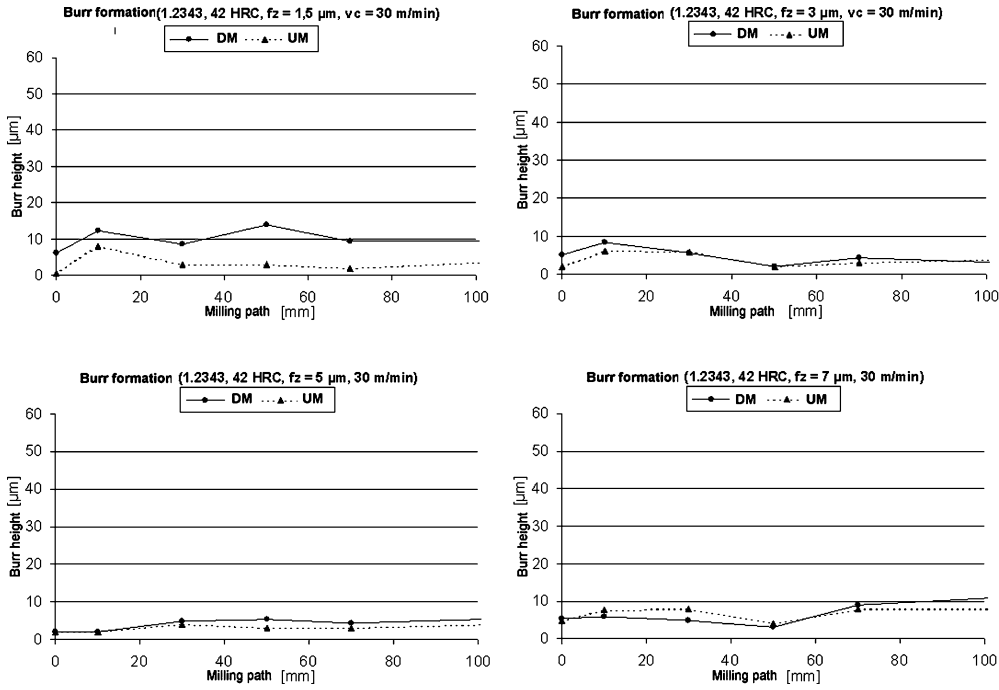 Burr formation (1.2343, 42 HRC, fz = 1,5 µm, vc = 30 m/min)
DM UM
60
50
40
30
20
10
0
Burr height [µm]
0 20 40 60 80 100
Milling path [mm]
Burr formation (1.2343, 42 HRC, fz = 3 µm, vc = 30 m/min)
DM UM
60
50
40
30
20
10
0
Burr height [µm]
0 20 40 60 80 100
Milling path [mm]
Burr formation (1.2343, 42 HRC, fz = 5 µm, 30 m/min)
DM UM
60
50
40
30
20
10
0
Burr height [µm]
0 20 40 60 80 100
Milling path [mm]
Burr formation (1.2343, 42 HRC, fz = 7 µm, 30 m/min)
DM UM
60
50
40
30
20
10
0
Burr height [µm]
0 20 40 60 80 100
Milling path [mm]